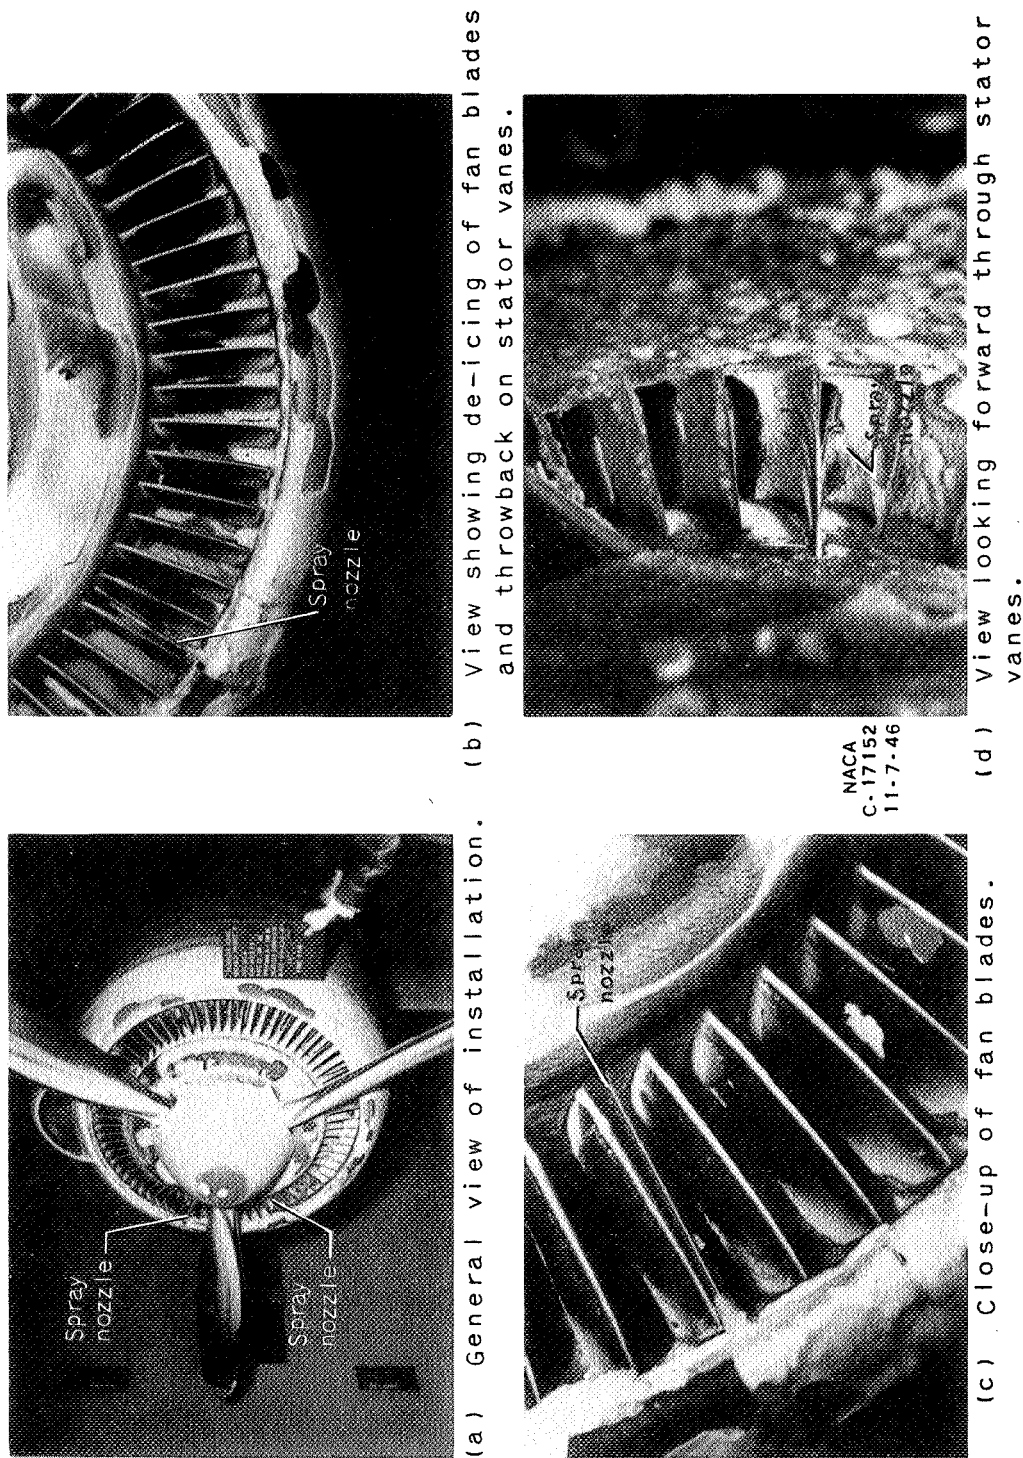 Spray
nozzle
Spray
nozzle
(a) General view of installation.
Spray
nozzle
(b) View showing de-icing of fan blades
and throwback on stator vanes.
Spray
nozzle
(c) Close-up of fan blades.
NACA
C-17152
11-7-46
Spray
nozzle
(d) View looking forward through stator
vanes.